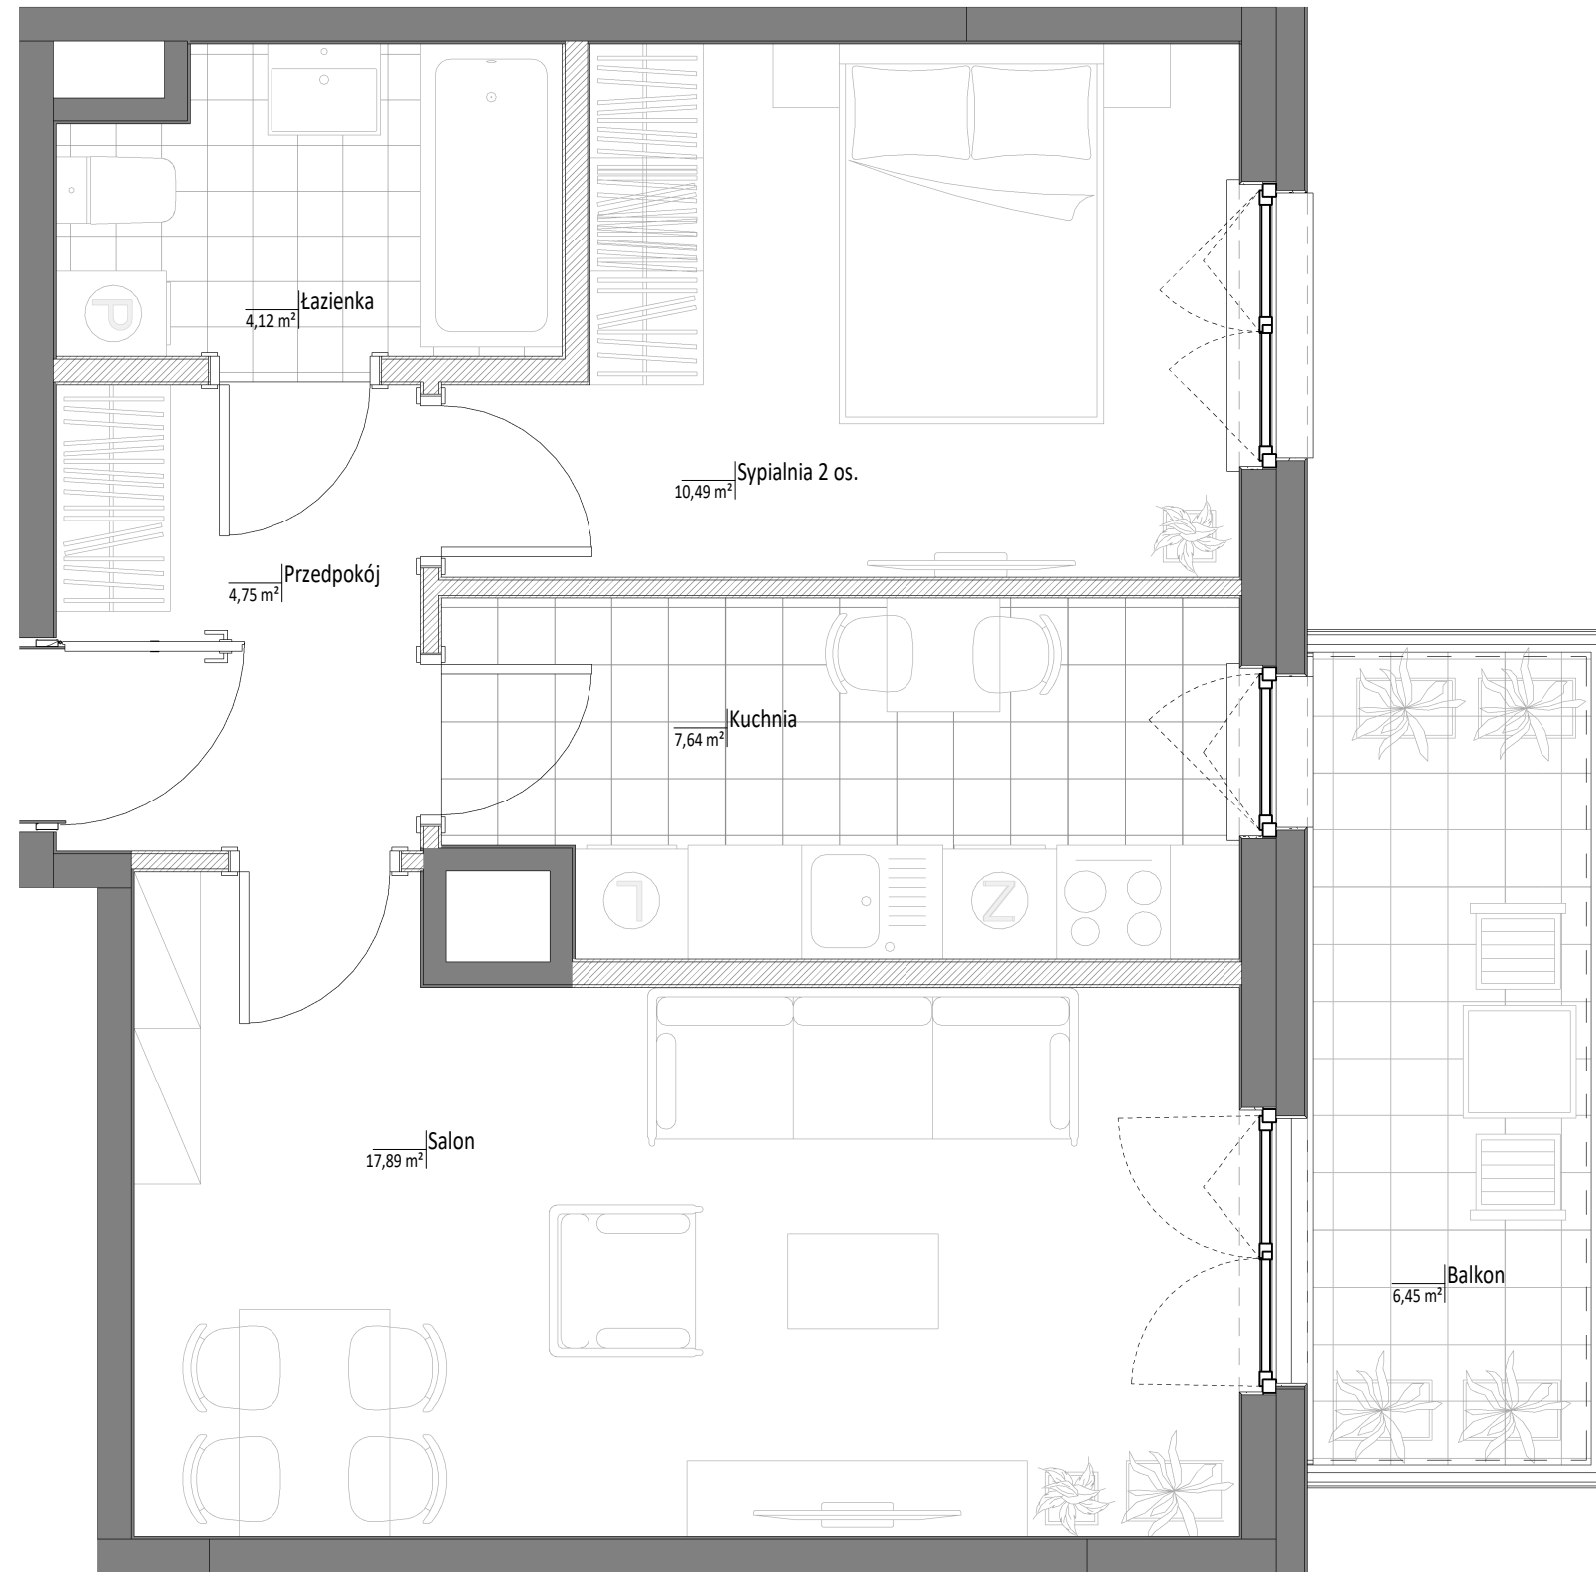 Łazienka
4,12 m²
P
Sypialnia 2 os.
10,49 m²
Przedpokój
4,75 m²
Kuchnia
7,64 m²
L
Z
Salon
17,89 m²
Balkon
6,45 m²